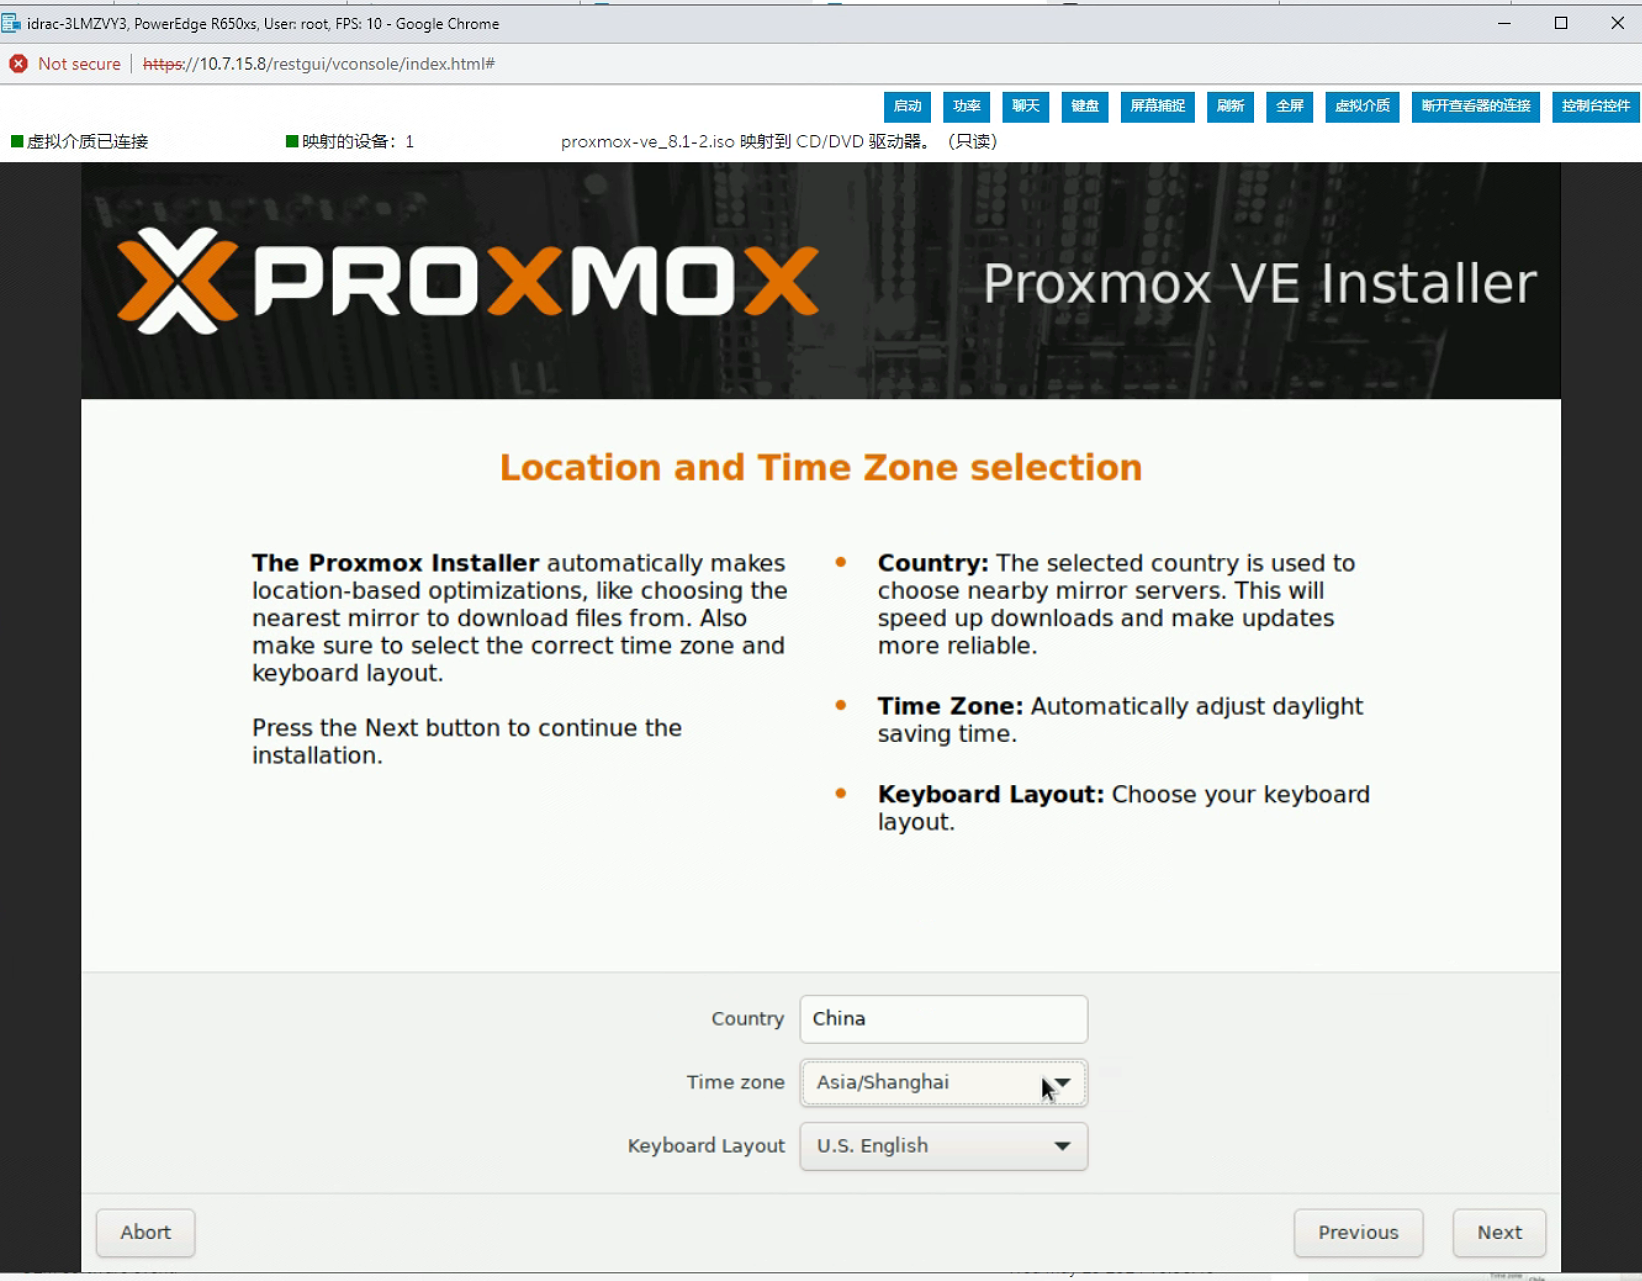 idrac-3LMZVY3, PowerEdge R650xs, User: root, FPS: 10 - Google Chrome
Not secure | https://10.7.15.8/restgui/vconsole/index.html#
启动 功率 聊天 键盘 屏幕捕捉 刷新 全屏 虚拟介质 断开查看器的连接 控制台控件
虚拟介质已连接 映射的设备：1 proxmox-ve_8.1-2.iso 映射到 CD/DVD 驱动器。（只读）
PROXMOX
Proxmox VE Installer
Location and Time Zone selection
The Proxmox Installer automatically makes
location-based optimizations, like choosing the
nearest mirror to download files from. Also
make sure to select the correct time zone and
keyboard layout.
Press the Next button to continue the
installation.
Country: The selected country is used to
choose nearby mirror servers. This will
speed up downloads and make updates
more reliable.
Time Zone: Automatically adjust daylight
saving time.
Keyboard Layout: Choose your keyboard
layout.
Country China
Time zone Asia/Shanghai
Keyboard Layout U.S. English
Abort Previous Next